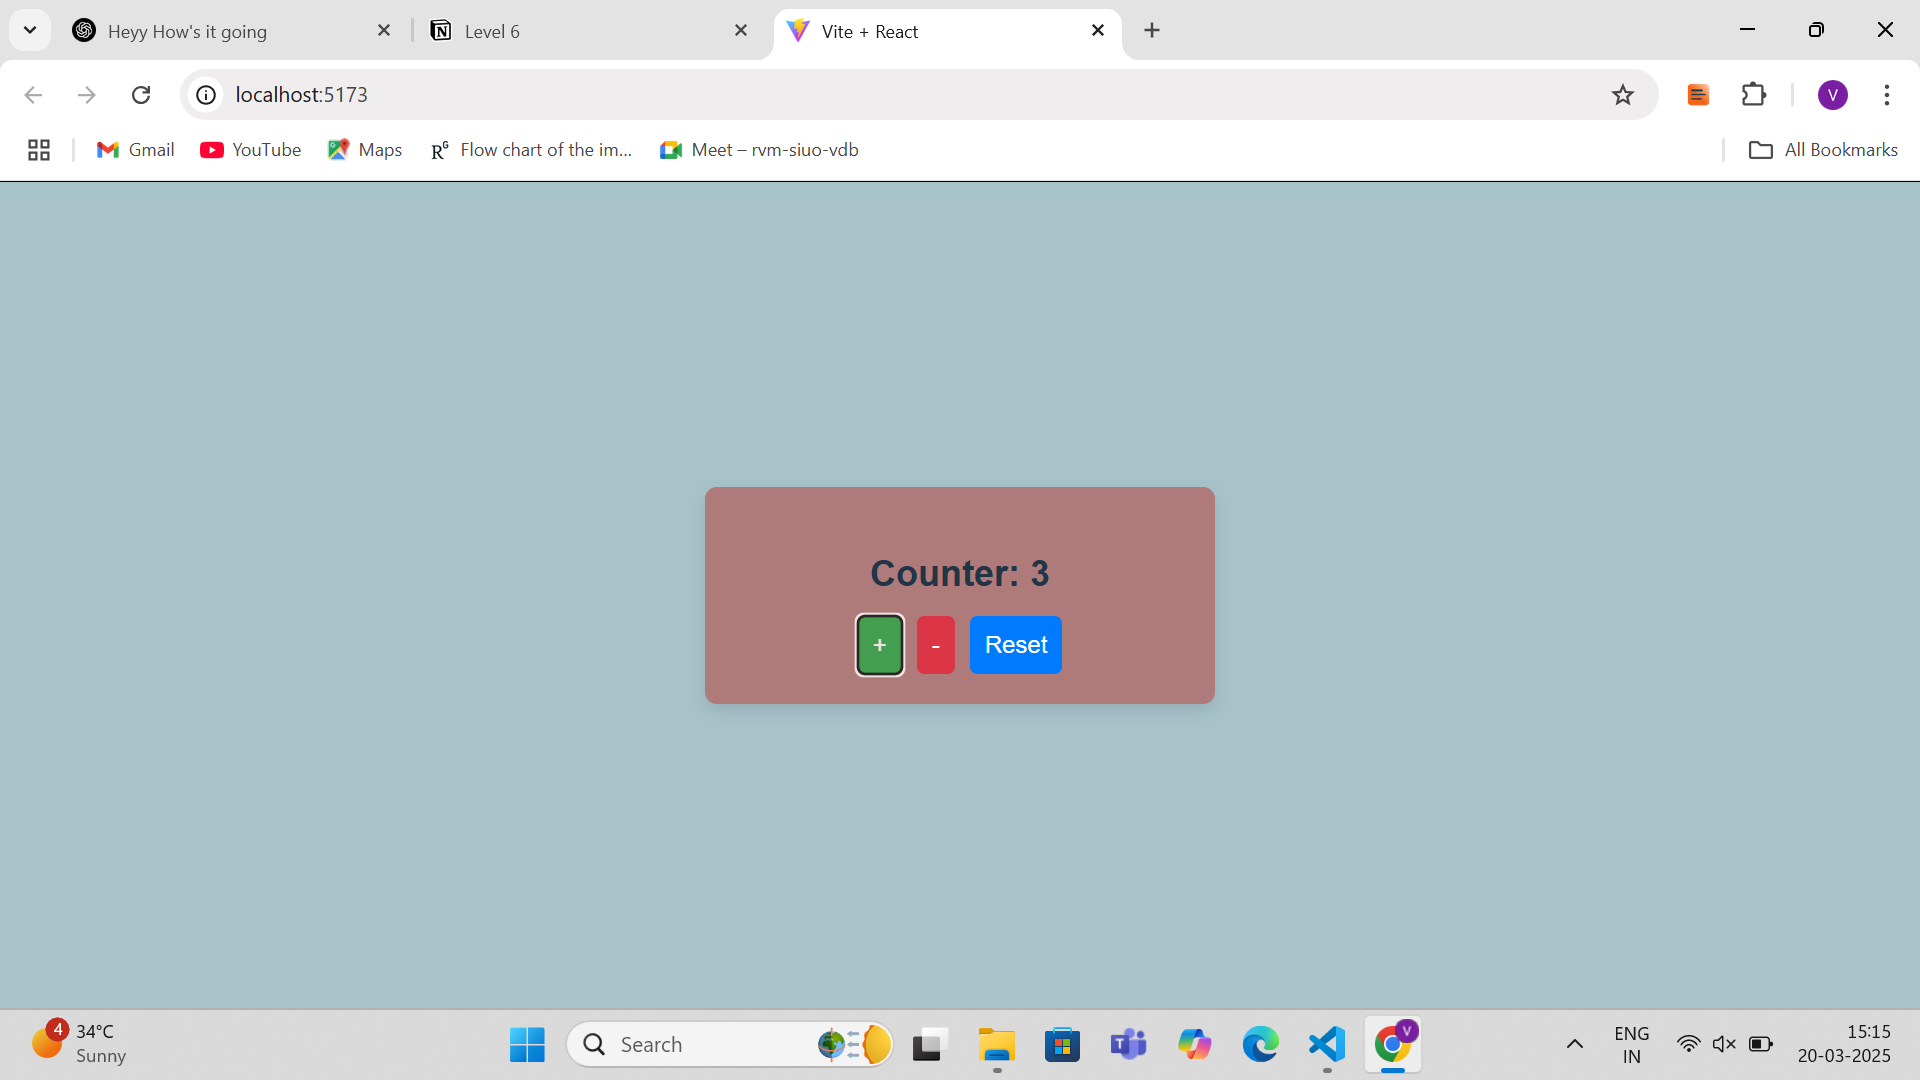 Heyy How's it going
Level 6
Vite + React
localhost:5173
V
Gmail
YouTube
Maps
R^G
Flow chart of the im...
Meet – rvm-siuo-vdb
All Bookmarks
Counter: 3
+
-
Reset
4
34°C
Sunny
Search
V
ENG
IN
15:15
20-03-2025